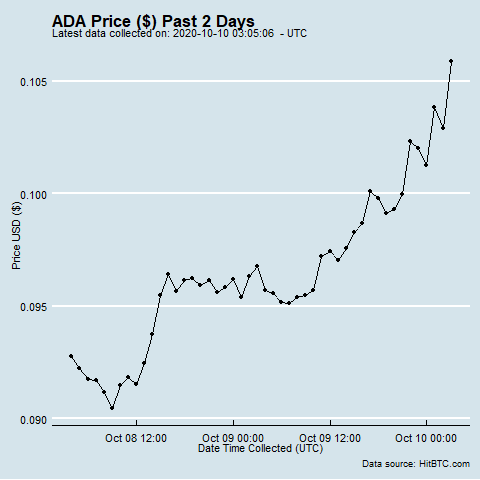 ADA Price ($) Past 2 Days
Latest data collected on: 2020-10-10 03:05:06 - UTC
0.105
0.100
0.095
0.090
Price USD ($)
Oct 08 12:00 Oct 09 00:00 Oct 09 12:00 Oct 10 00:00
Date Time Collected (UTC)
Data source: HitBTC.com